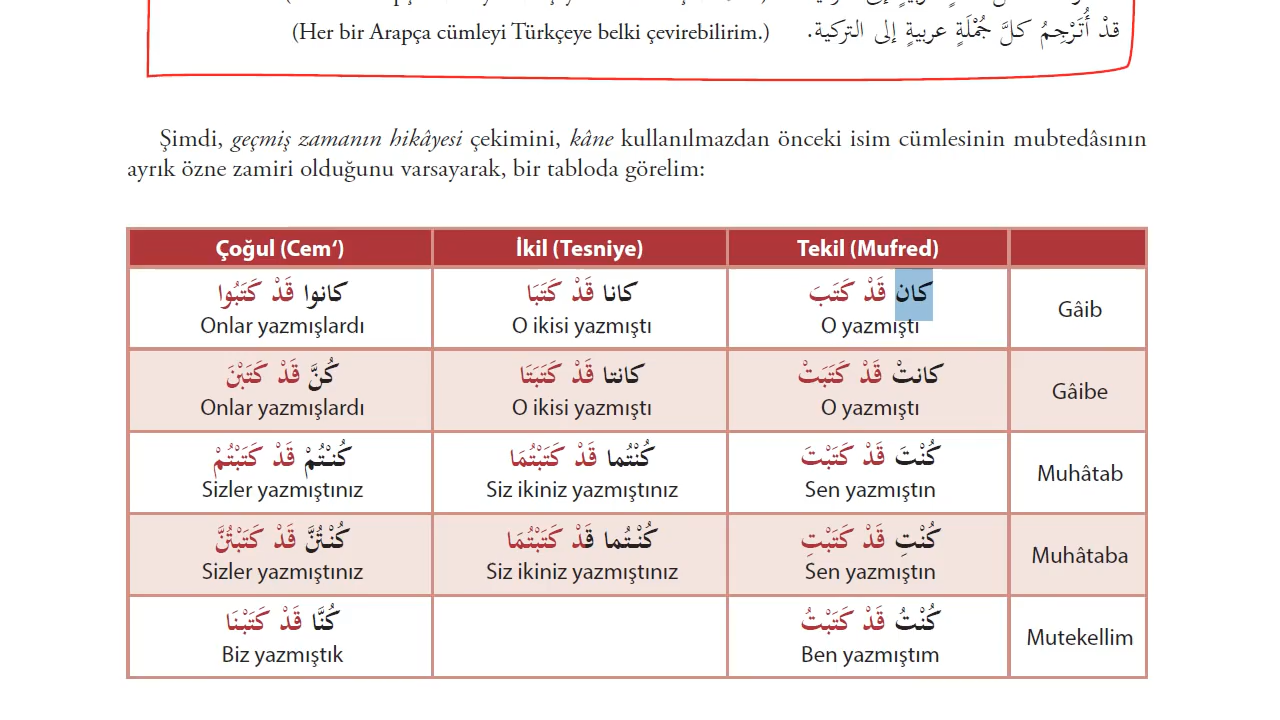 (Her bir Arapça cümleyi Türkçeye belki çevirebilirim.) قدْ أُتَرْجِمُ كلَّ جُمْلَةٍ عربيةٍ إلى التركية.
Şimdi, geçmiş zamanın hikâyesi çekimini, kâne kullanılmazdan önceki isim cümlesinin mubtedâsının
ayrık özne zamiri olduğunu varsayarak, bir tabloda görelim:
Çoğul (Cem‘) İkil (Tesniye) Tekil (Mufred)
كانوا قَدْ كَتَبُوا
Onlar yazmışlardı
كانا قَدْ كَتَبَا
O ikisi yazmıştı
كان قَدْ كَتَبَ
O yazmıştı
Gâib
كُنَّ قَدْ كَتَبْنَ
Onlar yazmışlardı
كانتا قَدْ كَتَبَتَا
O ikisi yazmıştı
كانتْ قَدْ كَتَبَتْ
O yazmıştı
Gâibe
كُنْتُمْ قَدْ كَتَبْتُمْ
Sizler yazmıştınız
كُنْتُما قَدْ كَتَبْتُمَا
Siz ikiniz yazmıştınız
كُنْتَ قَدْ كَتَبْتَ
Sen yazmıştın
Muhâtab
كُنْتُنَّ قَدْ كَتَبْتُنَّ
Sizler yazmıştınız
كُنْتُما قَدْ كَتَبْتُمَا
Siz ikiniz yazmıştınız
كُنْتِ قَدْ كَتَبْتِ
Sen yazmıştın
Muhâtaba
كُنَّا قَدْ كَتَبْنَا
Biz yazmıştık
كُنْتُ قَدْ كَتَبْتُ
Ben yazmıştım
Mutekellim